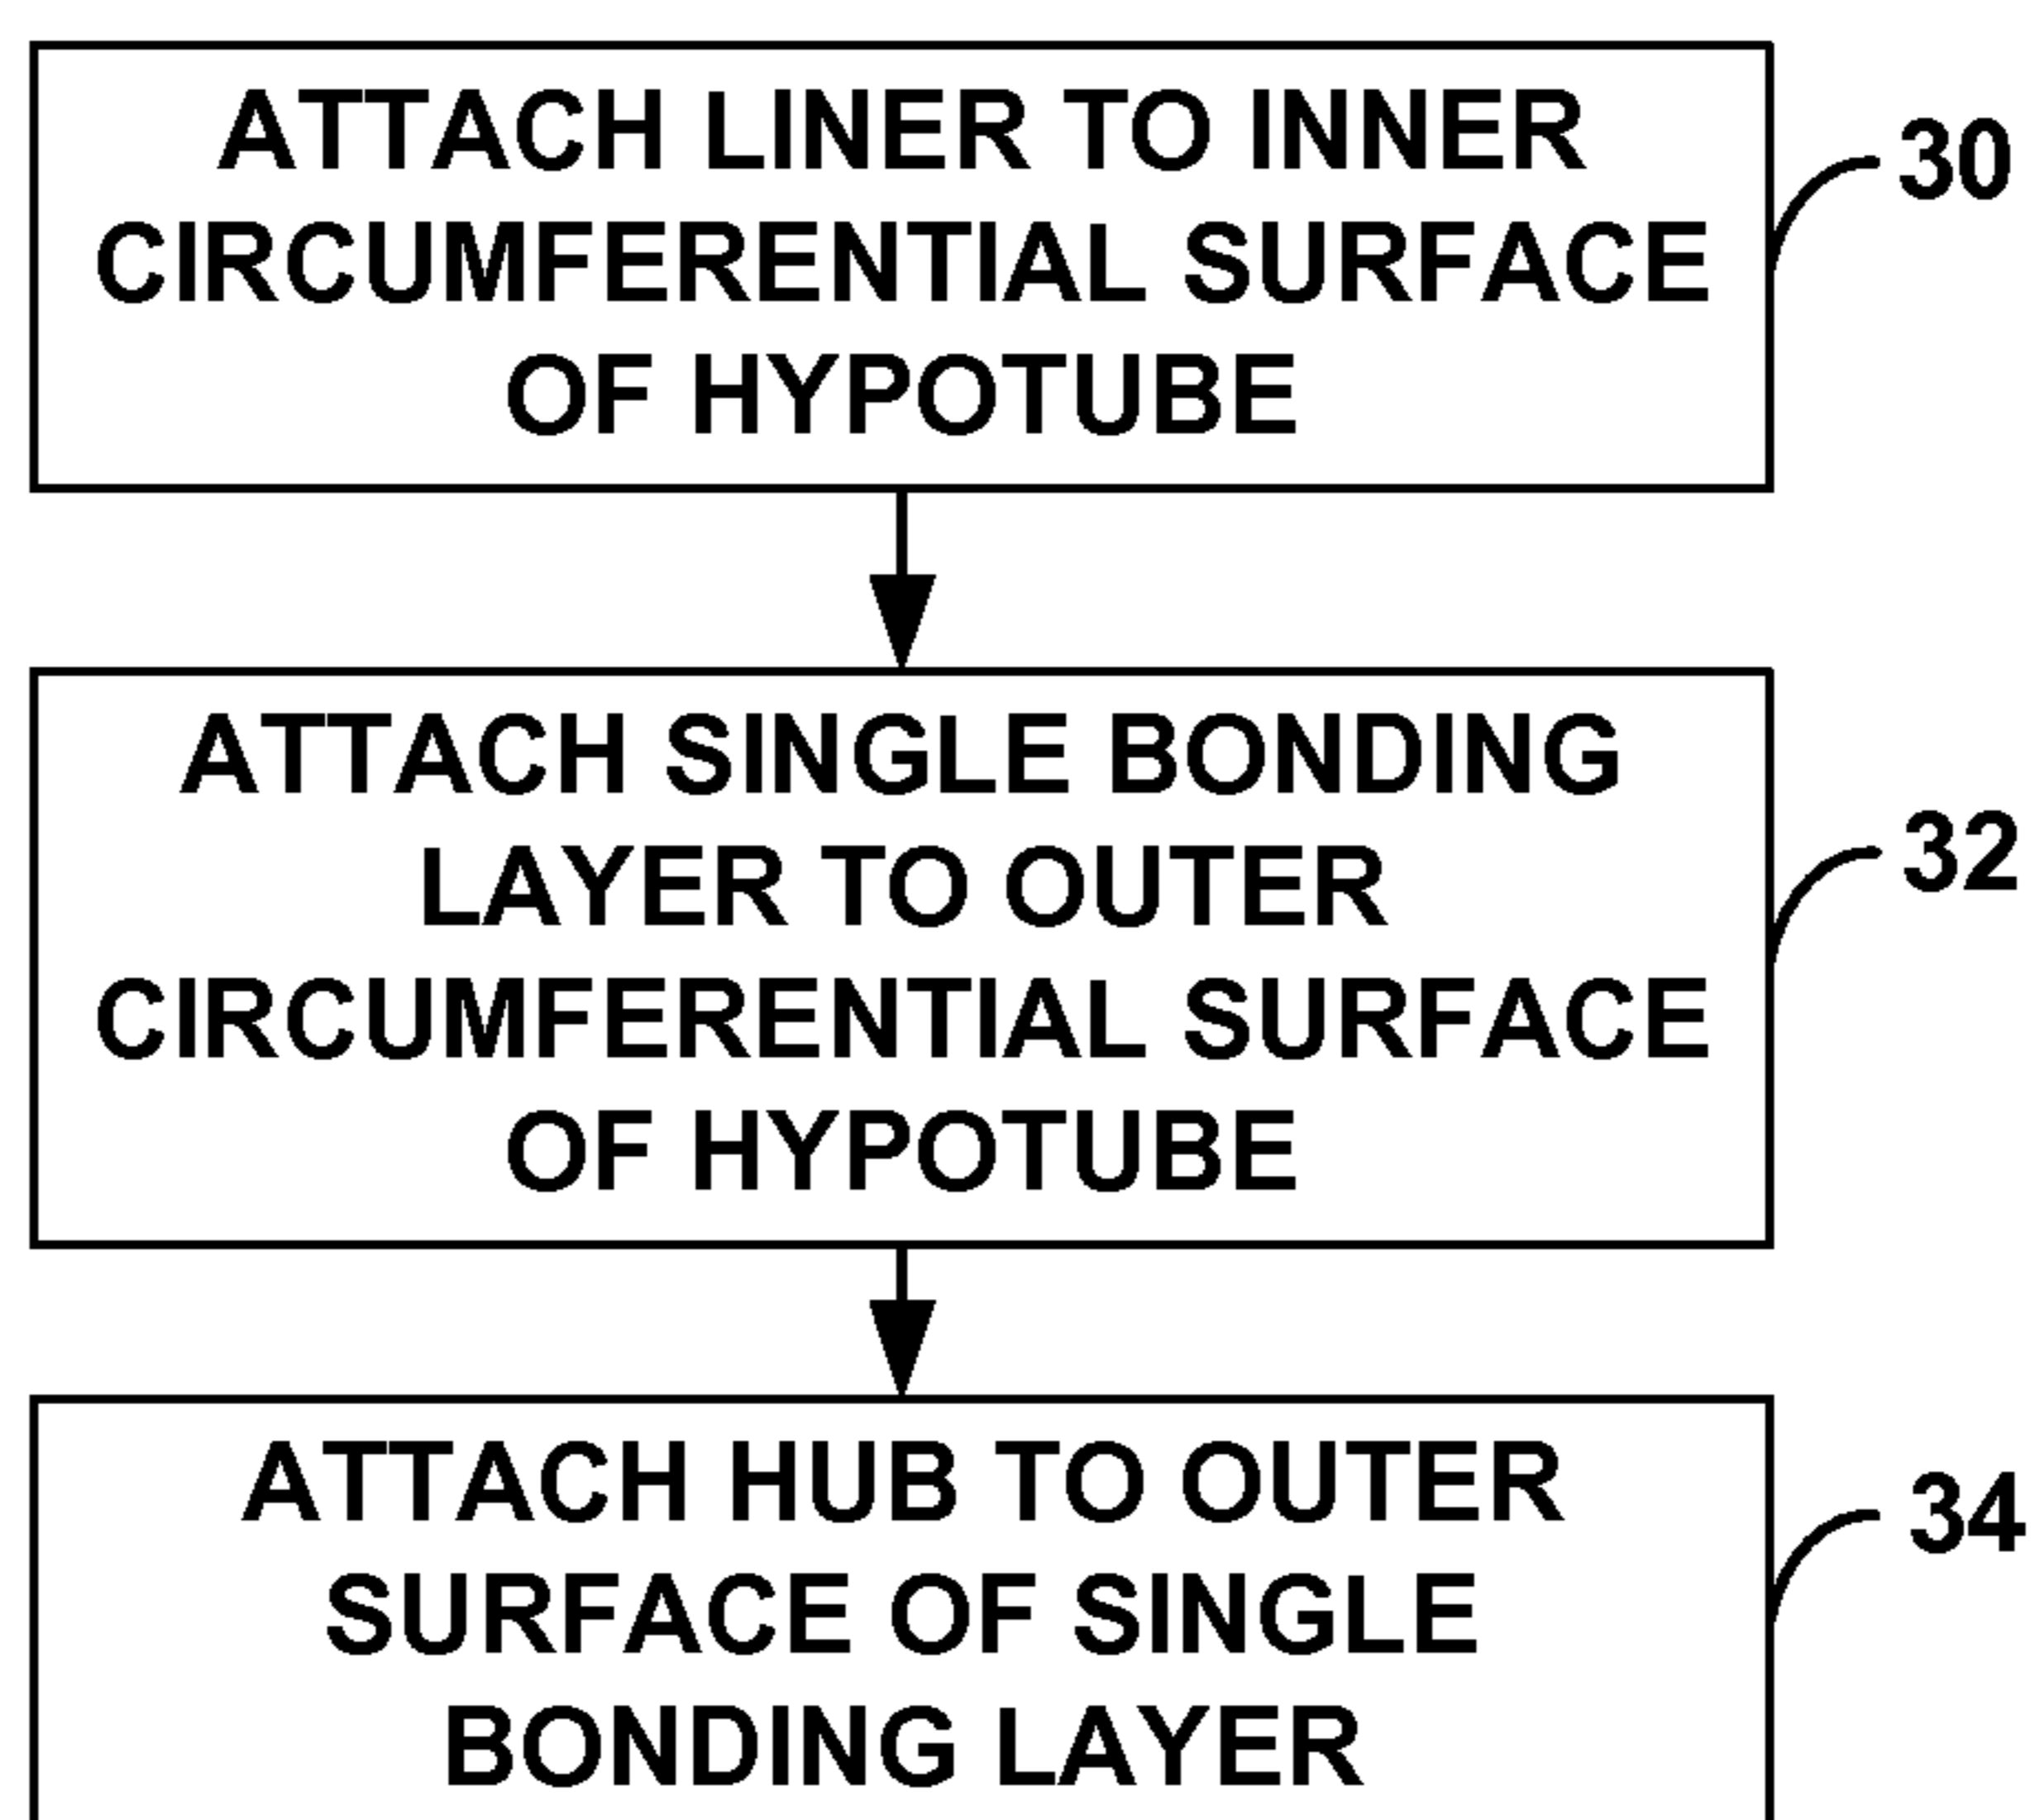 ATTACH LINER TO INNER
CIRCUMFERENTIAL SURFACE
OF HYPOTUBE
30
ATTACH SINGLE BONDING
LAYER TO OUTER
CIRCUMFERENTIAL SURFACE
OF HYPOTUBE
32
ATTACH HUB TO OUTER
SURFACE OF SINGLE
BONDING LAYER
34